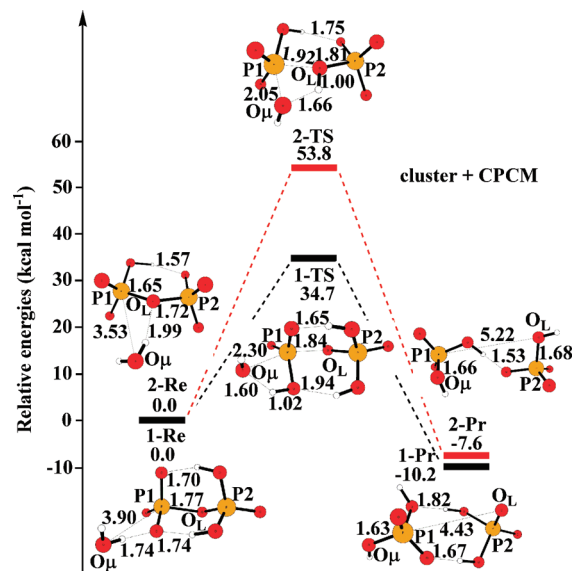 1.75
1.92
1.81
P1
O_L
P2
2.05
1.00
Oμ
1.66
2-TS
53.8
cluster + CPCM
Relative energies (kcal mol⁻¹)
60
50
40
30
20
10
0
-10
1-TS
34.7
1.57
1.65
P1
O_L
P2
1.72
3.53
1.99
Oμ
2-Re
0.0
1-Re
0.0
1.65
P1
P2
1.84
2.30
Oμ
O_L
1.60
1.94
1.02
O_L
5.22
P1
1.53
1.68
1.66
P2
Oμ
2-Pr
-7.6
1-Pr
-10.2
1.70
P1
P2
1.77
3.90
O_L
1.74
1.74
Oμ
1.82
O_L
1.63
4.43
P1
P2
Oμ
1.67